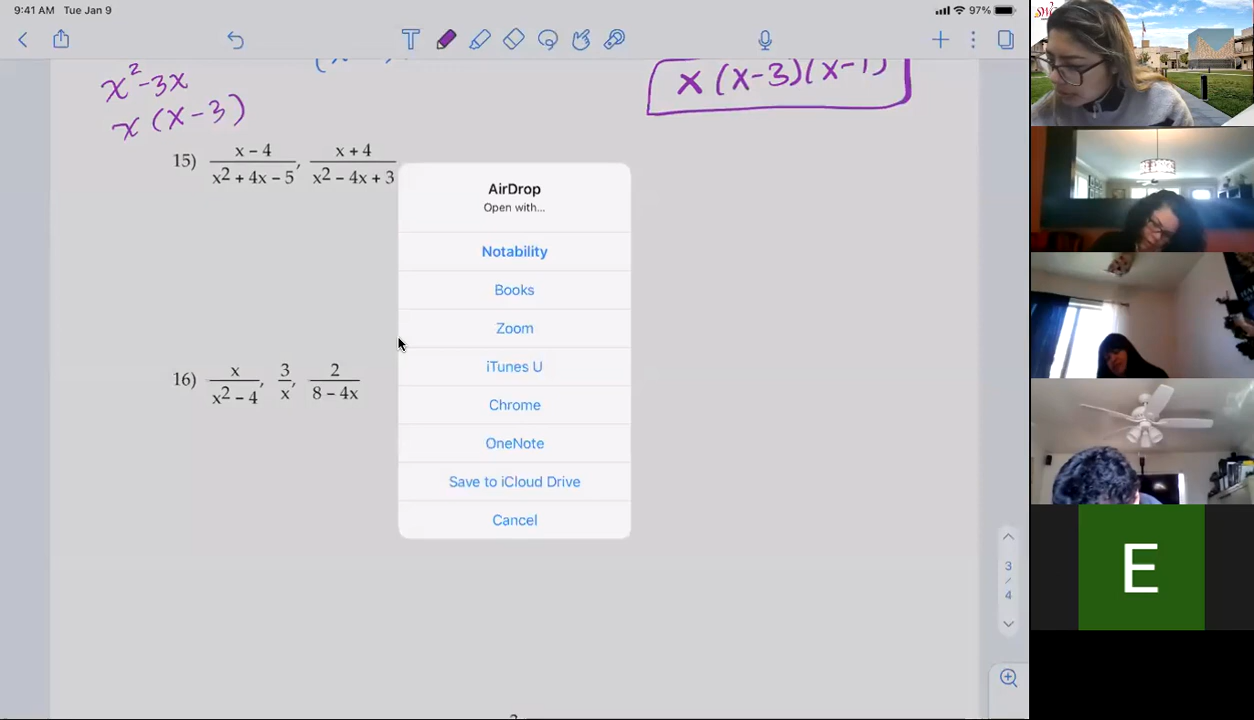 9:41 AM Tue Jan 9
97%
x² - 3x
x (x - 3)
x (x-3)(x-1)
15) x - 4 / x2 + 4x - 5, x + 4 / x2 - 4x + 3
AirDrop
Open with...
Notability
Books
Zoom
iTunes U
Chrome
OneNote
Save to iCloud Drive
Cancel
16) x / x2 - 4, 3 / x, 2 / 8 - 4x
3 / 4
E